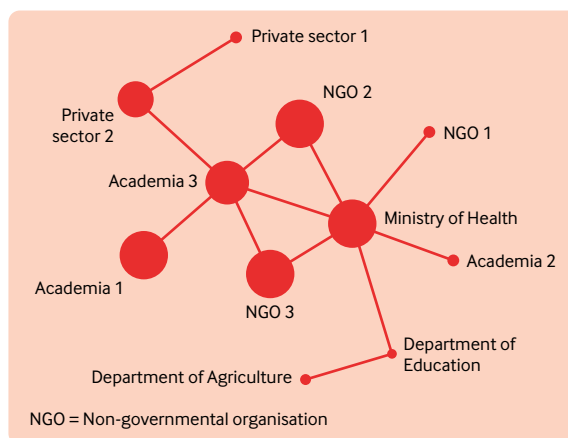 Private sector 1
NGO 2
Private
sector 2
NGO 1
Academia 3
Ministry of Health
Academia 2
Academia 1
NGO 3
Department of
Education
Department of Agriculture
NGO = Non-governmental organisation